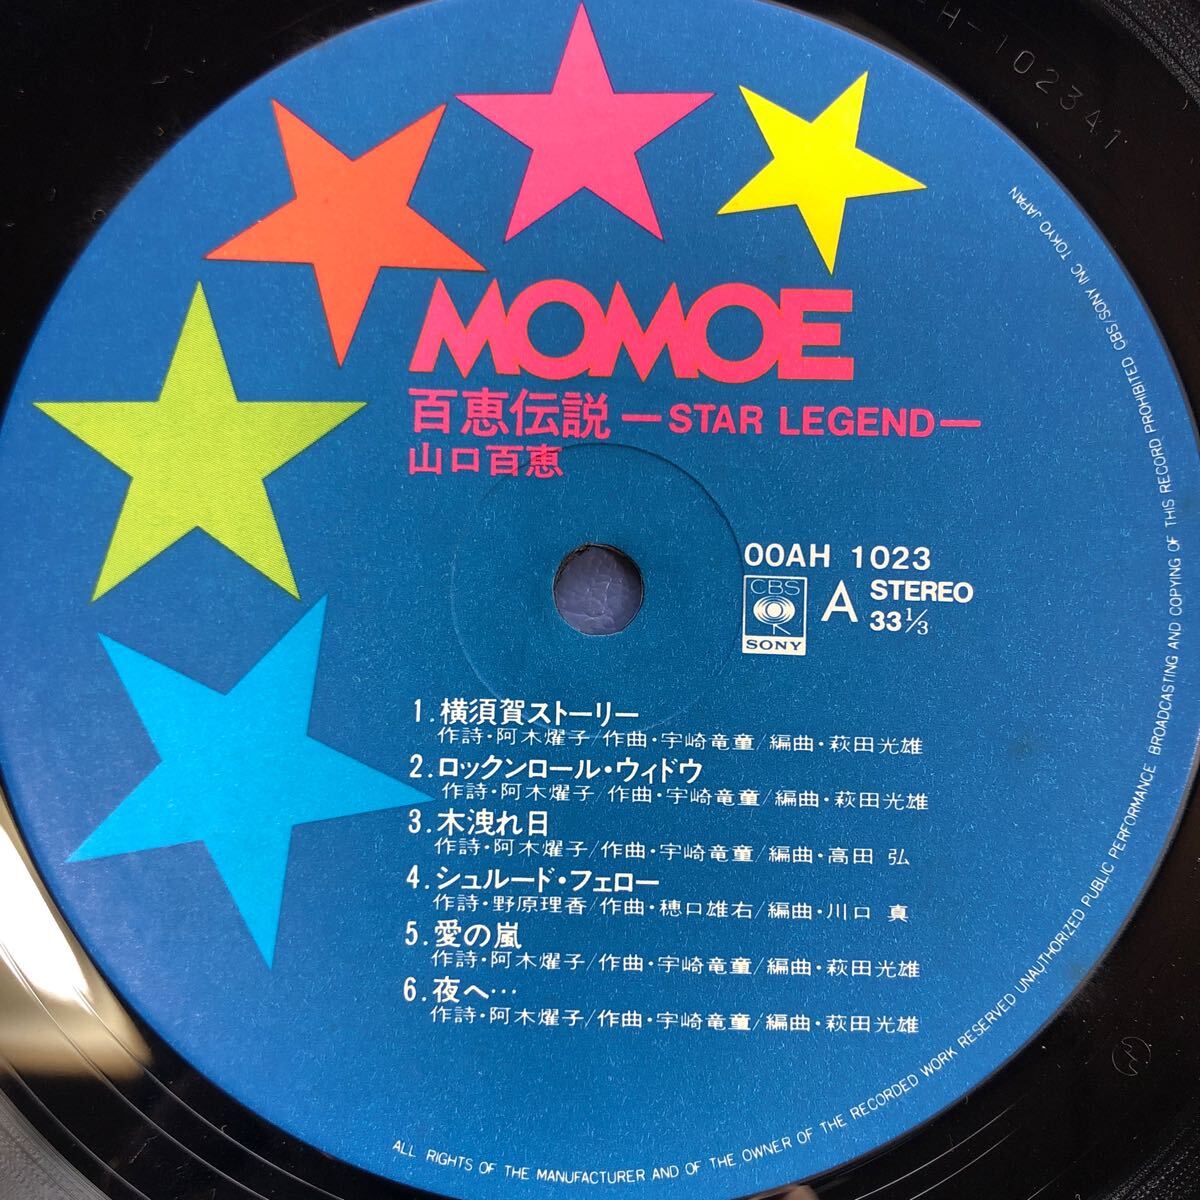 -H-102341
MOMOE
百恵伝説—STAR LEGEND—
山口百恵
OOAH 1023
CBS
SONY
A
STEREO
33 1/3
1.横須賀ストーリー
作詩・阿木燿子/作曲・宇崎竜童/編曲・萩田光雄
2.ロックンロール・ウィドウ
作詩・阿木燿子/作曲・宇崎竜童/編曲・萩田光雄
3.木洩れ日
作詩・阿木燿子/作曲・宇崎竜童/編曲・高田 弘
4.シュルード・フェロー
作詩・野原理香/作曲・穂口雄右/編曲・川口 真
5.愛の嵐
作詩・阿木燿子/作曲・宇崎竜童/編曲・萩田光雄
6.夜へ…
作詩・阿木燿子/作曲・宇崎竜童/編曲・萩田光雄
ALL RIGHTS OF THE MANUFACTURER AND OF THE OWNER OF THE RECORDED WORK RESERVED UNAUTHORIZED PUBLIC PERFORMANCE BROADCASTING AND COPYING OF THIS RECORD PROHIBITED CBS/SONY INC. TOKYO JAPAN